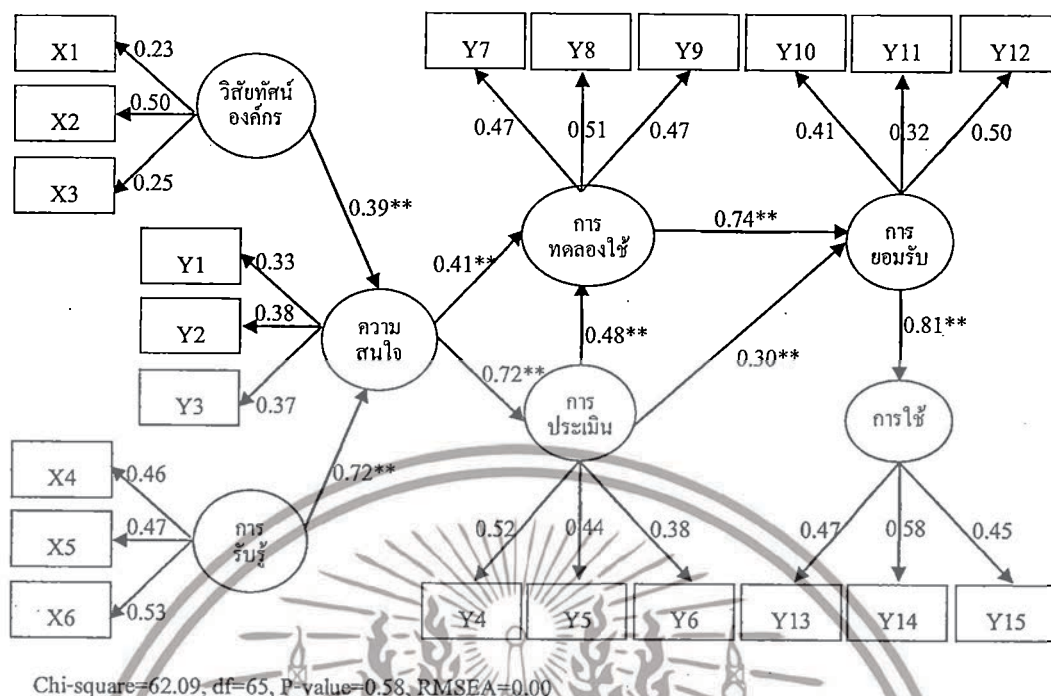 X1
0.23
X2
0.50
X3
0.25
วิสัยทัศน์
องค์กร
Y7
Y8
Y9
Y10
Y11
Y12
0.47
0.51
0.47
0.41
0.32
0.50
0.39**
การ
ทดลองใช้
0.74**
การ
ยอมรับ
Y1
0.33
Y2
0.38
Y3
0.37
ความ
สนใจ
0.41**
0.48**
0.30**
0.81**
0.72**
การ
ประเมิน
การใช้
X4
0.46
X5
0.47
X6
0.53
การ
รับรู้
0.72**
0.52
0.44
0.38
0.47
0.58
0.45
Y4
Y5
Y6
Y13
Y14
Y15
Chi-square=62.09, df=65, P-value=0.58, RMSEA=0.00